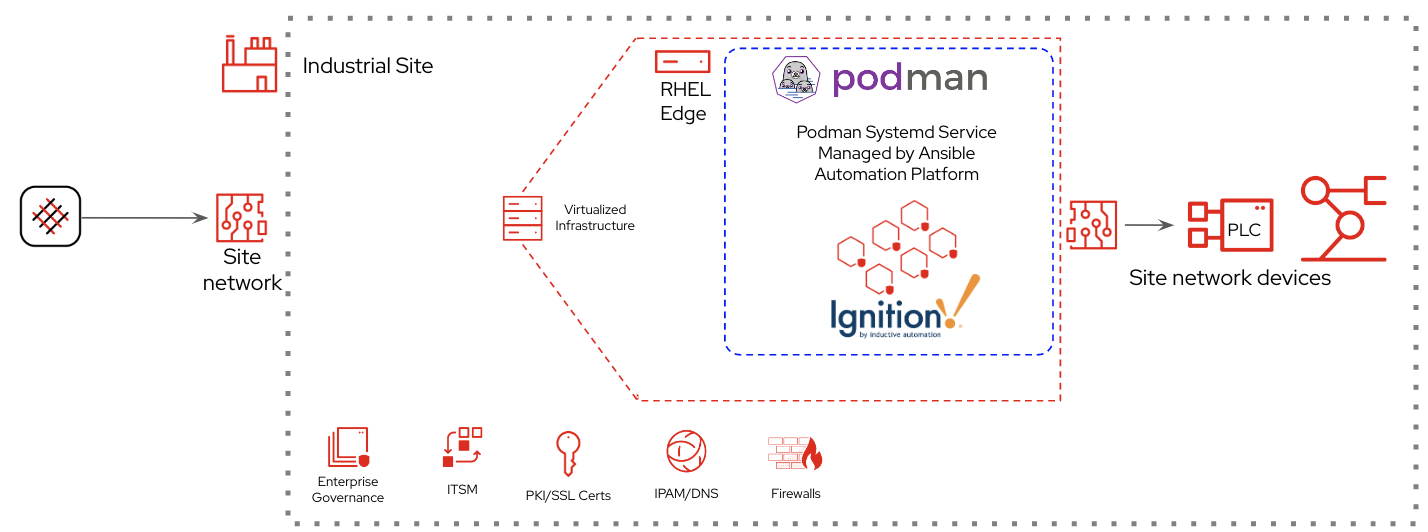 Industrial Site
RHEL
Edge
podman
Podman Systemd Service
Managed by Ansible
Automation Platform
Virtualized
Infrastructure
Site
network
PLC
Site network devices
Ignition!
by inductive automation
Enterprise
Governance
ITSM
PKI/SSL Certs
IPAM/DNS
Firewalls